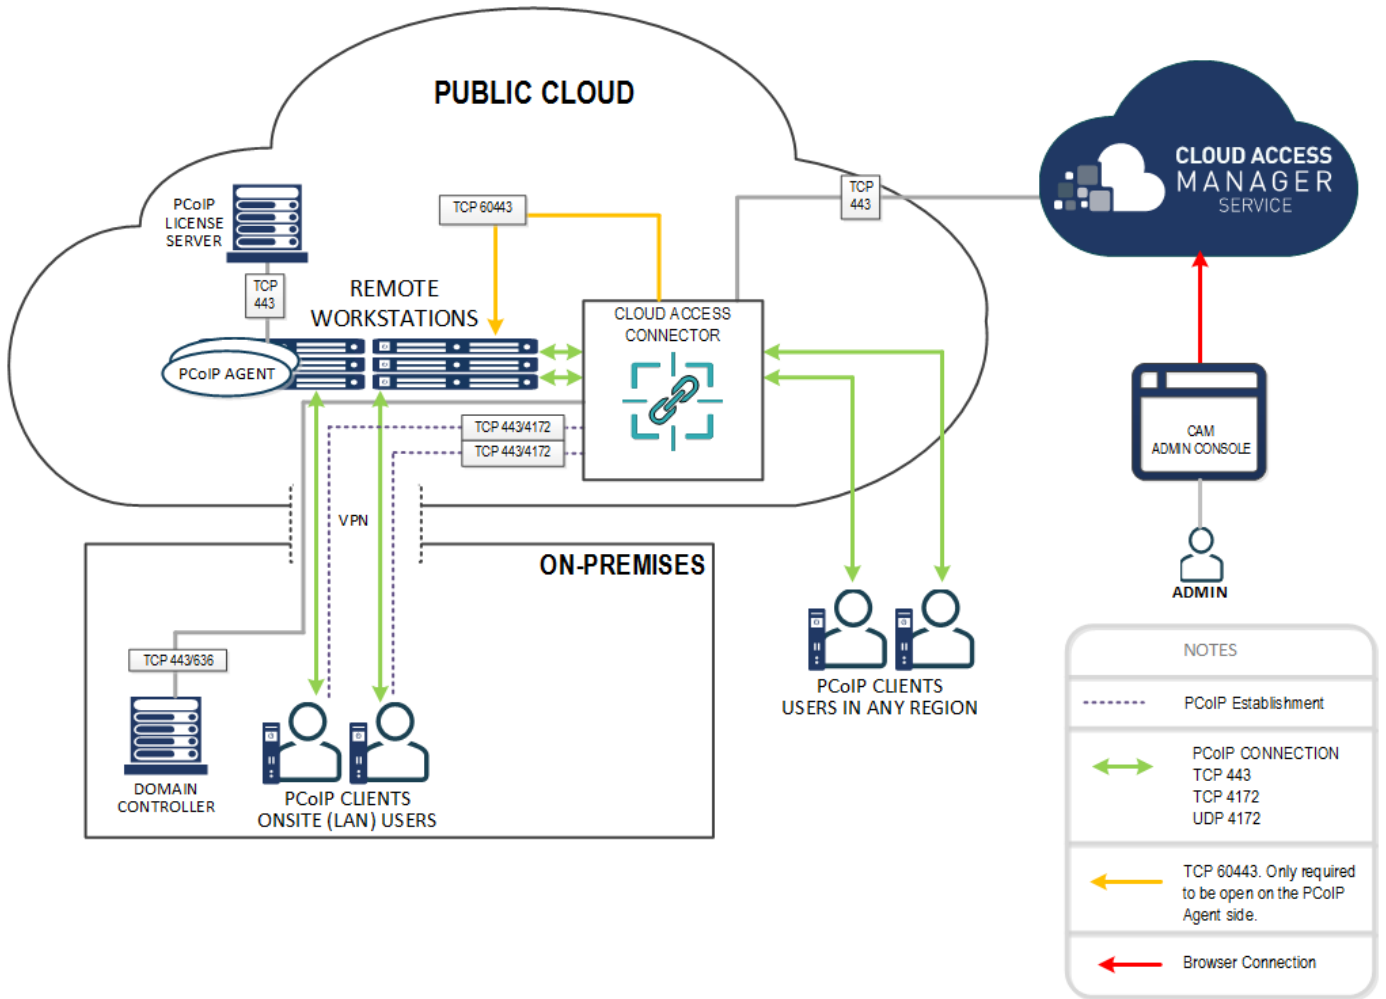 PUBLIC CLOUD
PCoIP
LICENSE
SERVER
TCP
443
TCP 60443
TCP
443
CLOUD ACCESS
MANAGER
SERVICE
REMOTE
WORKSTATIONS
CLOUD ACCESS
CONNECTOR
PCoIP AGENT
TCP 443/4172
TCP 443/4172
CAM
ADMIN CONSOLE
VPN
ON-PREMISES
ADMIN
TCP 443/636
DOMAIN
CONTROLLER
PCoIP CLIENTS
ONSITE (LAN) USERS
PCoIP CLIENTS
USERS IN ANY REGION
NOTES
PCoIP Establishment
PCoIP CONNECTION
TCP 443
TCP 4172
UDP 4172
TCP 60443. Only required
to be open on the PCoIP
Agent side.
Browser Connection